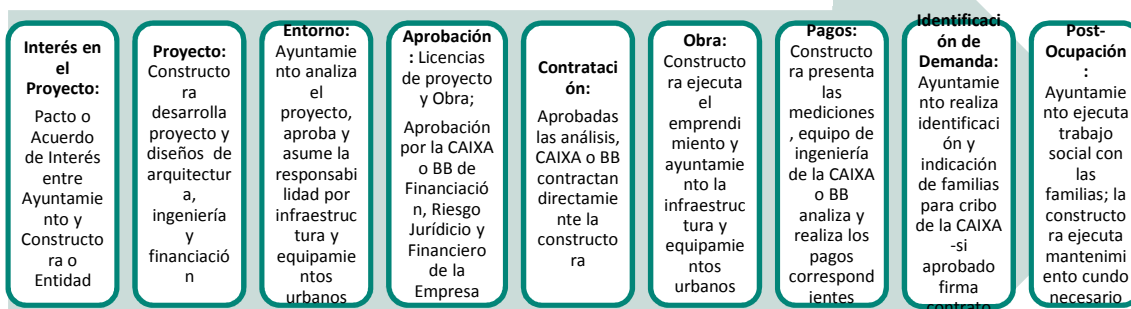 Interés en
el
Proyecto:
Pacto o
Acuerdo
de Interés
entre
Ayuntamie
nto y
Constructo
ra o
Entidad
Proyecto:
Constructo
ra
desarrolla
proyecto y
diseños de
arquitectur
a,
ingeniería
y
financiació
n
Entorno:
Ayuntamie
nto analiza
el
proyecto,
aproba y
asume la
responsabi
lidad por
infraestruc
tura y
equipamie
ntos
urbanos
Aprobación
: Licencias
de proyecto
y Obra;
Aprobación
por la CAIXA
o BB de
Financiació
n, Riesgo
Jurídicio y
Financiero
de la
Empresa
Contrataci
ón:
Aprobadas
las análisis,
CAIXA o BB
contractan
directamie
nte la
constructo
ra
Obra:
Constructo
ra ejecuta
el
emprendi
miento y
ayuntamie
nto la
infraestruc
tura y
equipamie
ntos
urbanos
Pagos:
Constructo
ra presenta
las
mediciones
, equipo de
ingeniería
de la CAIXA
o BB
analiza y
realiza los
pagos
correspond
ientes
Identificaci
ón de
Demanda:
Ayuntamie
nto realiza
identificaci
ón y
indicación
de familias
para cribo
de la CAIXA
-si
aprobado
firma
contrato
Post-
Ocupación
:
Ayuntamie
nto ejecuta
trabajo
social con
las
familias; la
constructo
ra ejecuta
mantenimi
ento cundo
necesario